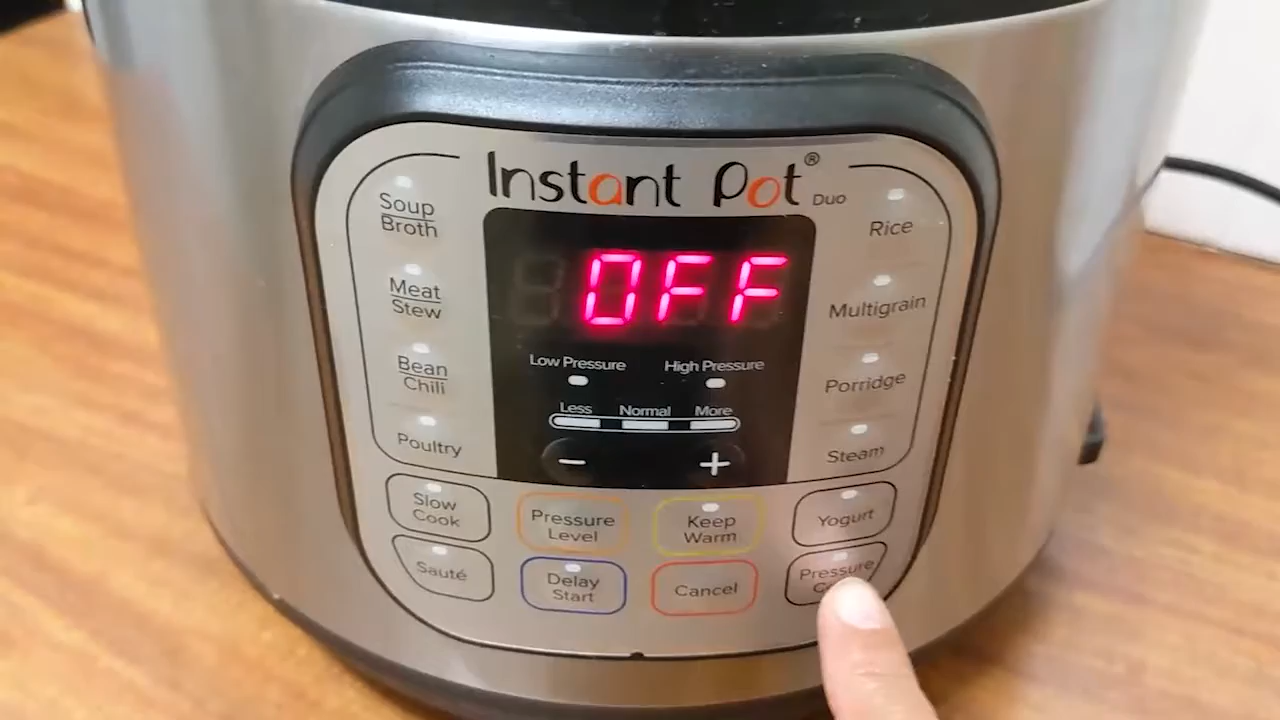 Instant Pot®
Duo
Soup
Broth
Meat
Stew
Bean
Chili
Poultry
OFF
Low Pressure
High Pressure
Less
Normal
More
−
+
Rice
Multigrain
Porridge
Steam
Slow
Cook
Pressure
Level
Keep
Warm
Yogurt
Sauté
Delay
Start
Cancel
Pressure